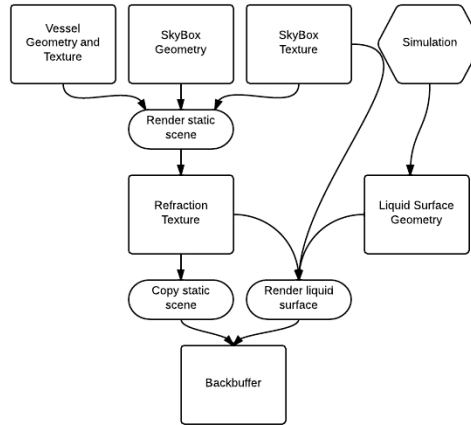 Vessel
Geometry and
Texture
SkyBox
Geometry
SkyBox
Texture
Simulation
Render static
scene
Refraction
Texture
Liquid Surface
Geometry
Copy static
scene
Render liquid
surface
Backbuffer